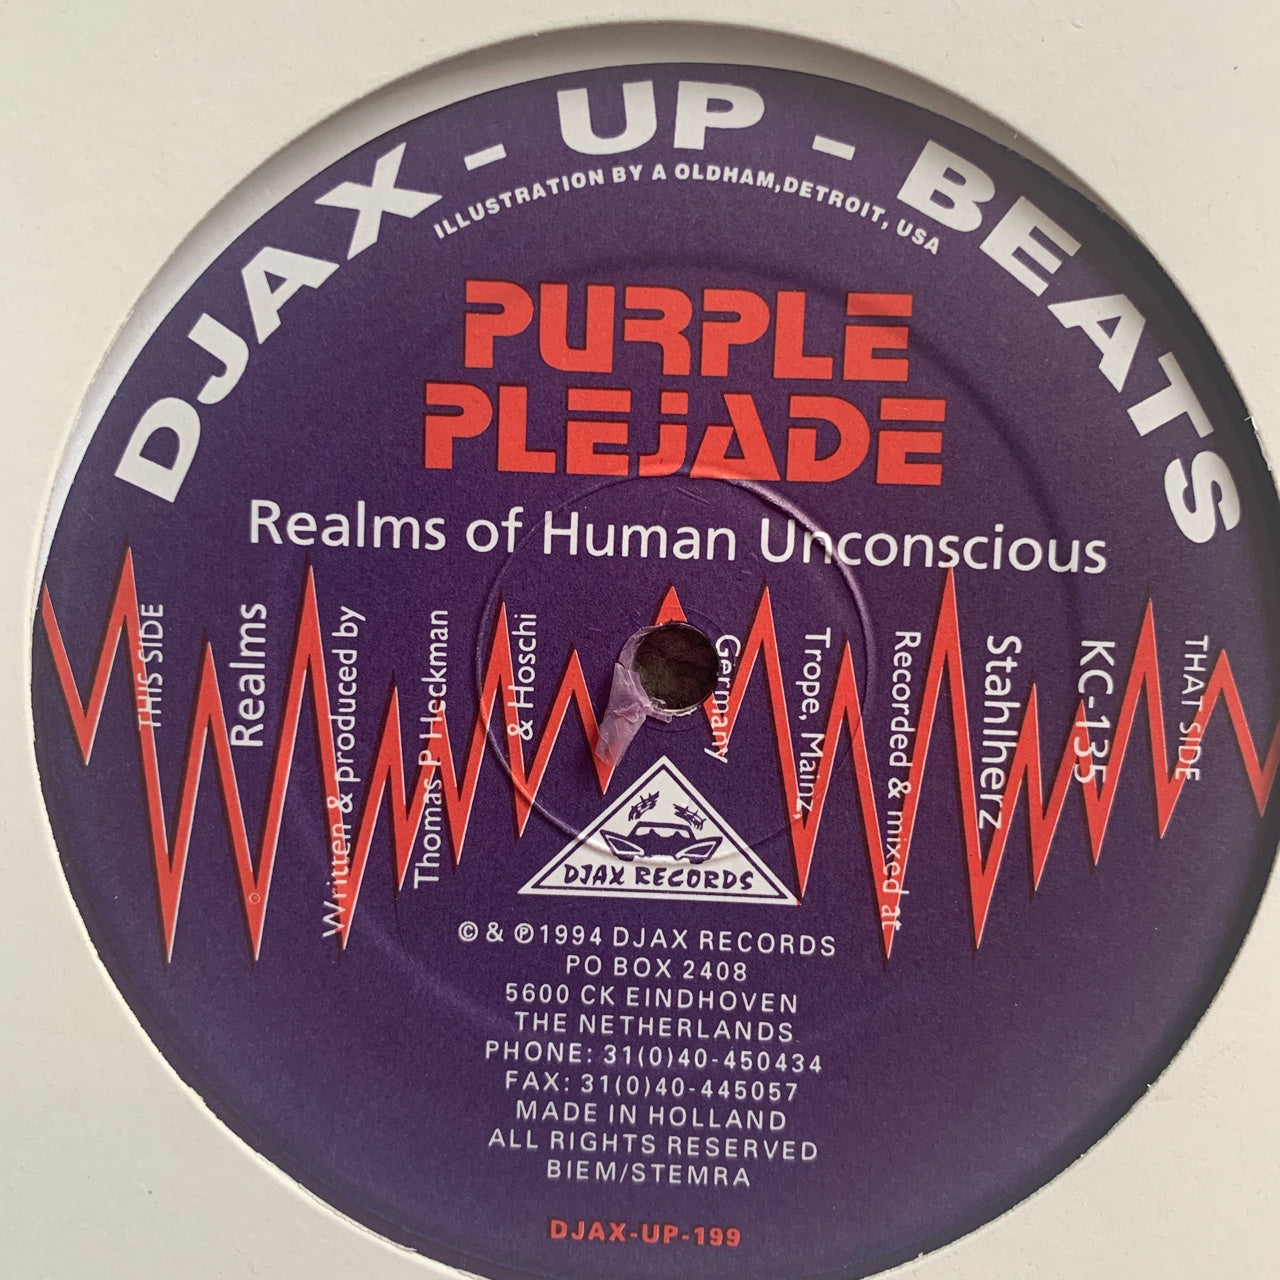 DJAX - UP - BEATS
ILLUSTRATION BY A OLDHAM, DETROIT, USA
PURPLE
PLEJADE
Realms of Human Unconscious
THIS SIDE
Realms
Written & produced by
Thomas P Heckman
& Hoschi
THAT SIDE
KC-135
Stahlherz
Recorded & mixed at
Trope, Mainz,
Germany
DJAX RECORDS
© & ℗ 1994 DJAX RECORDS
PO BOX 2408
5600 CK EINDHOVEN
THE NETHERLANDS
PHONE: 31(0)40-450434
FAX: 31(0)40-445057
MADE IN HOLLAND
ALL RIGHTS RESERVED
BIEM/STEMRA
DJAX-UP-199